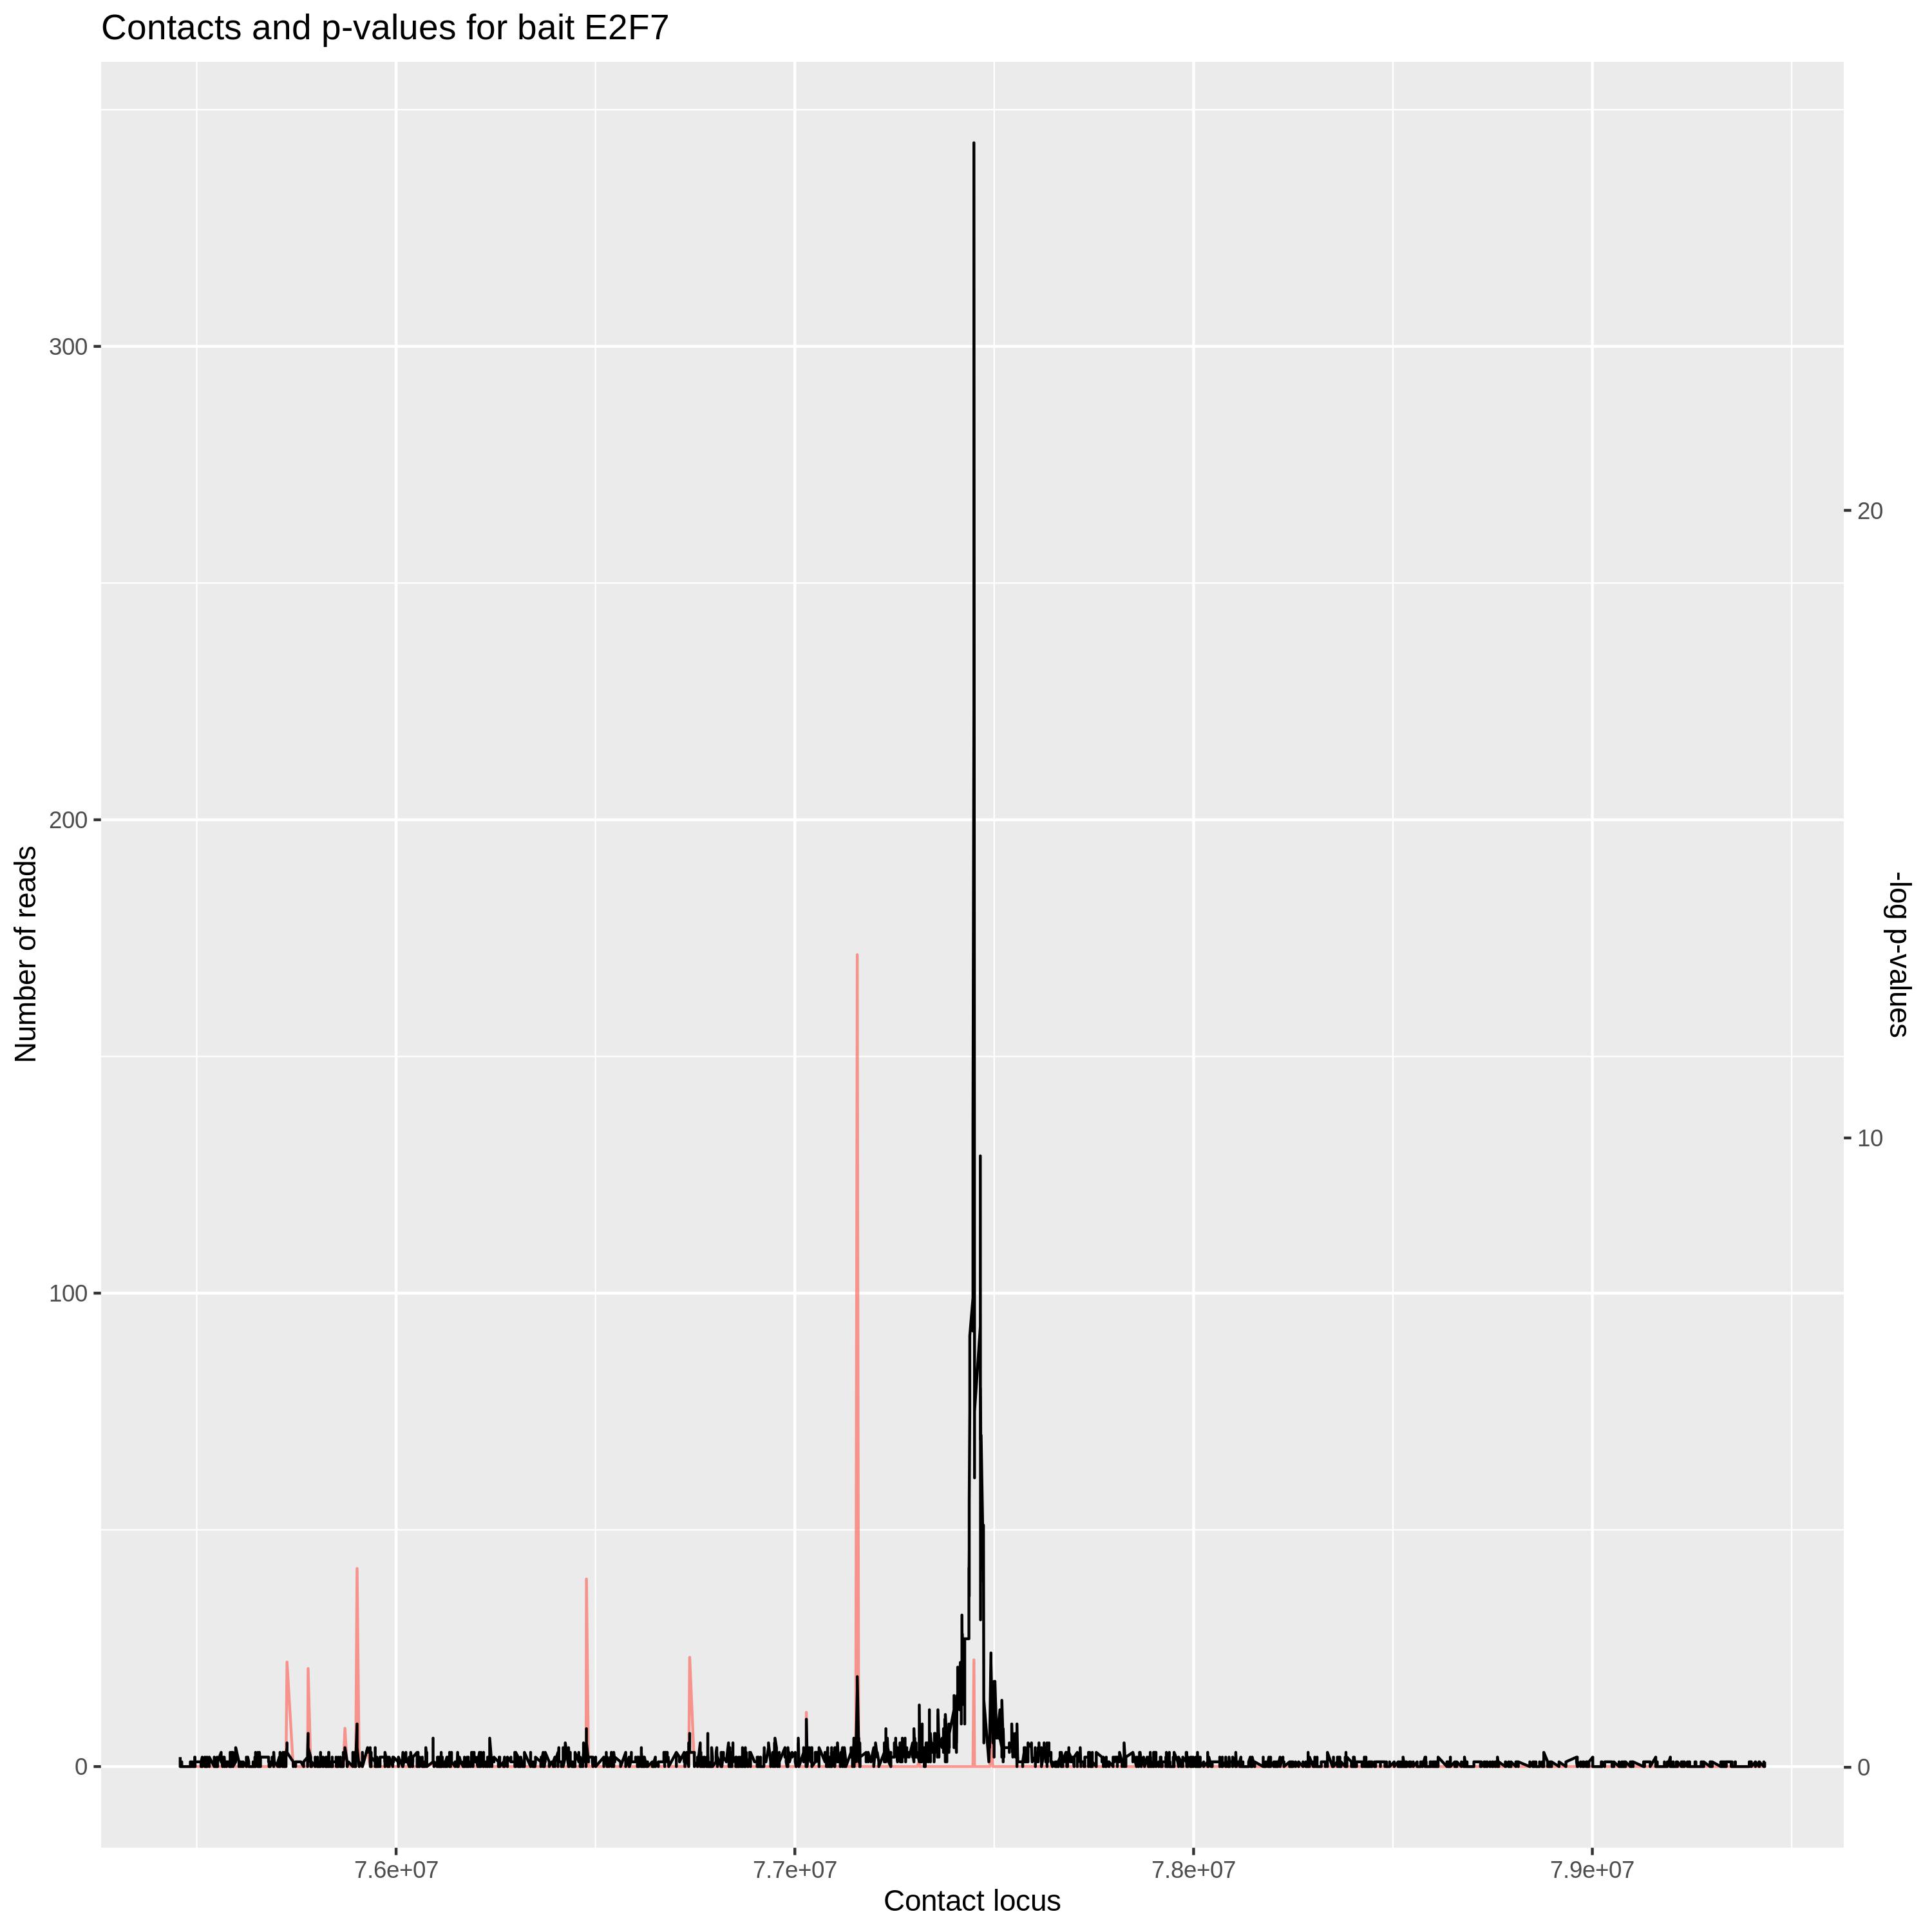 Contacts and p-values for bait E2F7
300
200
100
0
Number of reads
20
10
0
-log p-values
7.6e+07
7.7e+07
7.8e+07
7.9e+07
Contact locus